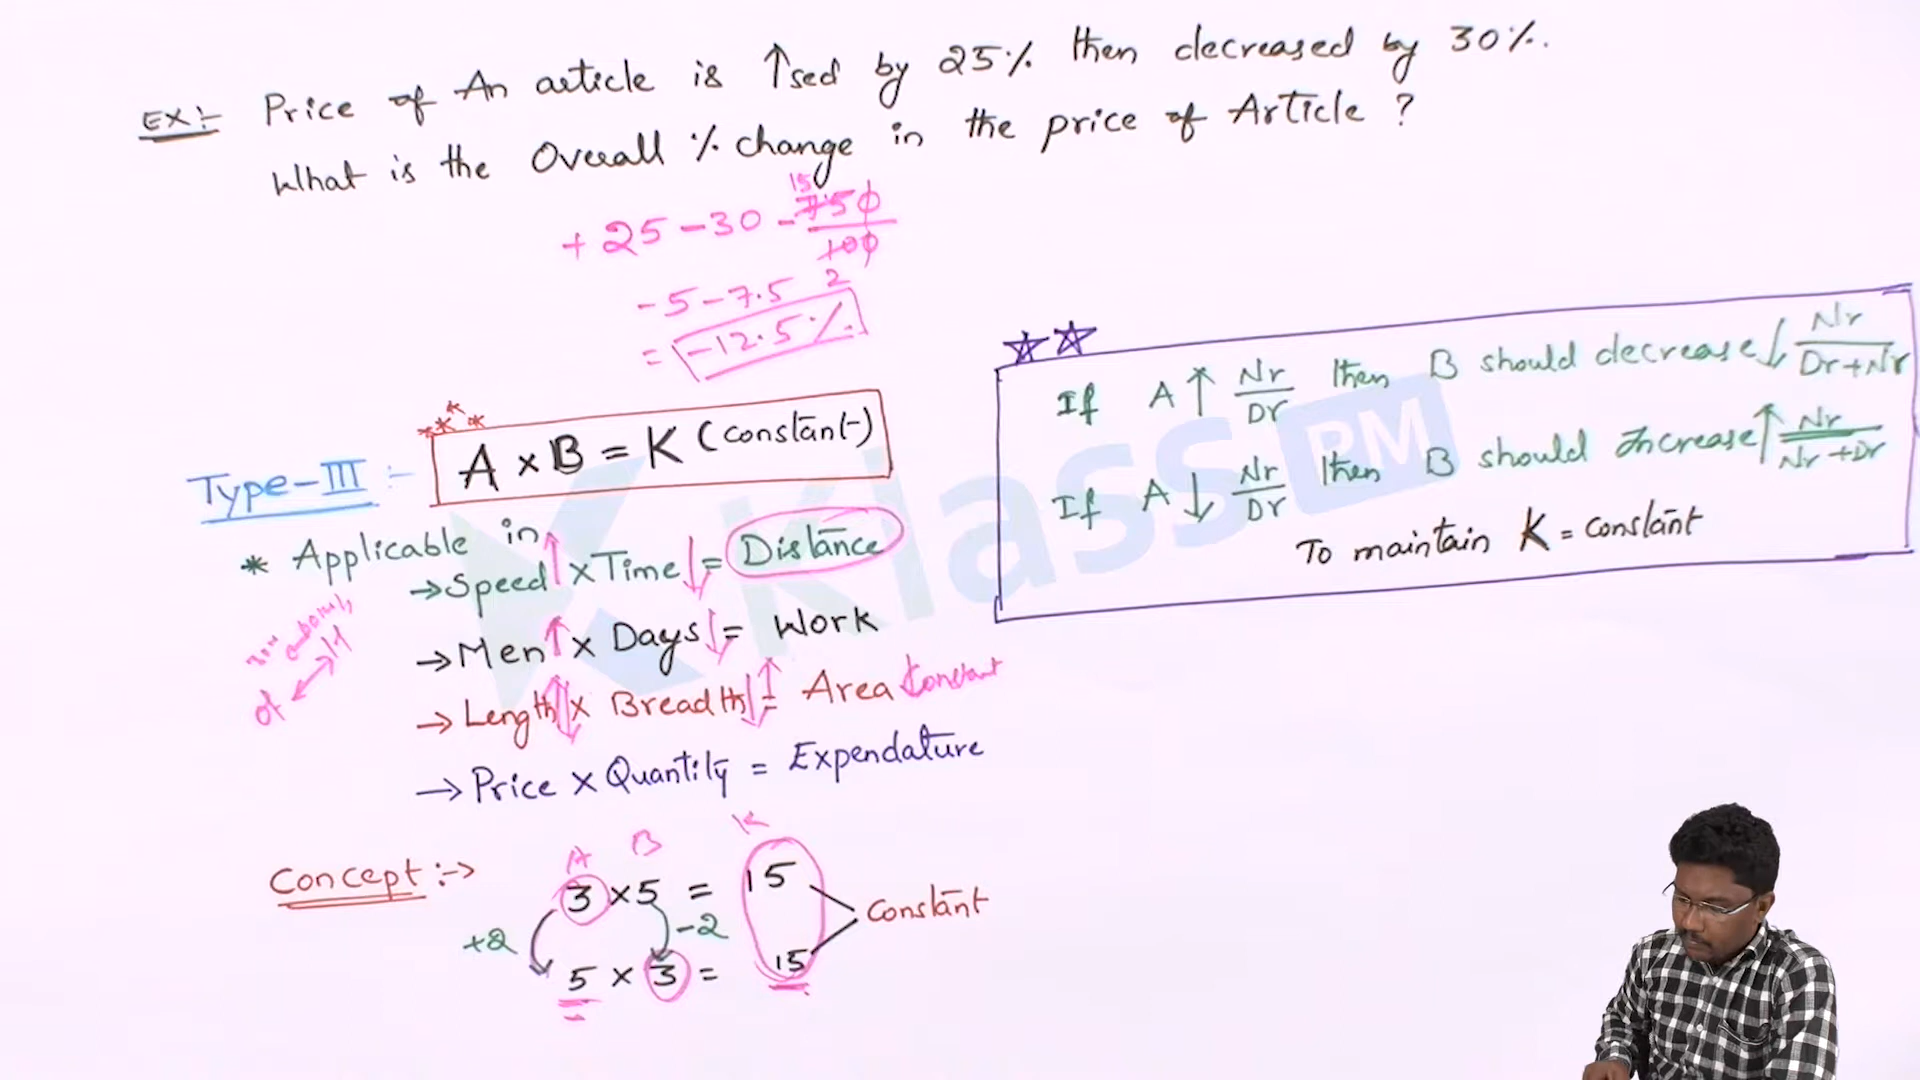 EX:- Price of An article is ↑sed by 25% then decreased by 30%.
What is the Overall % change in the price of Article ?
+ 25 - 30 - 750/100
15
2
- 5 - 7.5
= -12.5%
Type-III :- A × B = K (constant)
* Applicable in
→ Speed ↑ × Time ↓ = Distance
→ Men ↑ × Days ↓ = Work
→ Length ↑↓ × Breadth ↓↑ = Area Constant
→ Price × Quantity = Expendature
Concept :→
A B K
3 × 5 = 15
+2 -2 Constant
5 × 3 = 15
If A ↑ Nr/Dr then B should decrease ↓ Nr/Dr+Nr
If A ↓ Nr/Dr then B should Increase ↑ Nr/Nr+Dr
To maintain K = constant
Klass PM